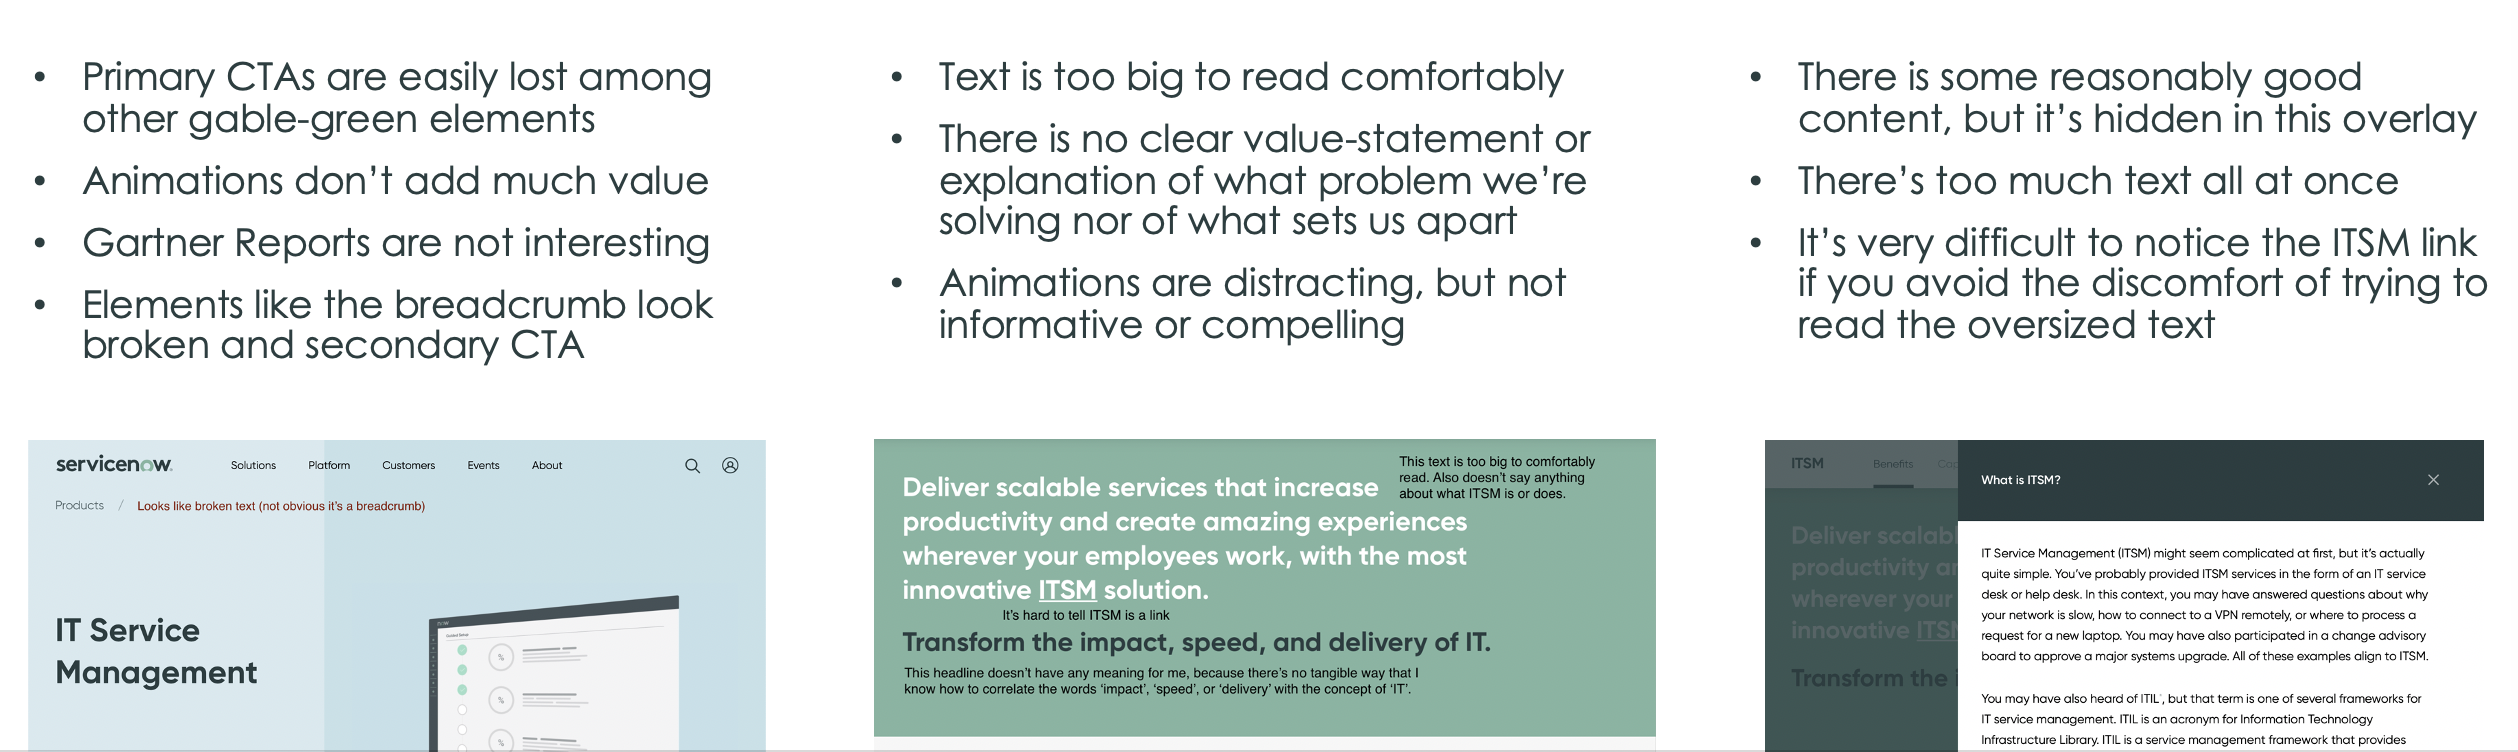 • Primary CTAs are easily lost among
other gable-green elements
• Animations don’t add much value
• Gartner Reports are not interesting
• Elements like the breadcrumb look
broken and secondary CTA
• Text is too big to read comfortably
• There is no clear value-statement or
explanation of what problem we’re
solving nor of what sets us apart
• Animations are distracting, but not
informative or compelling
• There is some reasonably good
content, but it’s hidden in this overlay
• There’s too much text all at once
• It’s very difficult to notice the ITSM link
if you avoid the discomfort of trying to
read the oversized text
servicenow.
Solutions Platform Customers Events About
Products / Looks like broken text (not obvious it’s a breadcrumb)
IT Service
Management
now
Guided Setup
%
%
%
This text is too big to comfortably
read. Also doesn’t say anything
about what ITSM is or does.
Deliver scalable services that increase
productivity and create amazing experiences
wherever your employees work, with the most
innovative ITSM solution.
It’s hard to tell ITSM is a link
Transform the impact, speed, and delivery of IT.
This headline doesn’t have any meaning for me, because there’s no tangible way that I
know how to correlate the words ‘impact’, ‘speed’, or ‘delivery’ with the concept of ‘IT’.
ITSM Benefits Cap
Deliver scalab
productivity an
wherever your
innovative ITSM
Transform the i
What is ITSM?
IT Service Management (ITSM) might seem complicated at first, but it’s actually
quite simple. You’ve probably provided ITSM services in the form of an IT service
desk or help desk. In this context, you may have answered questions about why
your network is slow, how to connect to a VPN remotely, or where to process a
request for a new laptop. You may have also participated in a change advisory
board to approve a major systems upgrade. All of these examples align to ITSM.
You may have also heard of ITIL®, but that term is one of several frameworks for
IT service management. ITIL is an acronym for Information Technology
Infrastructure Library. ITIL is a service management framework that provides